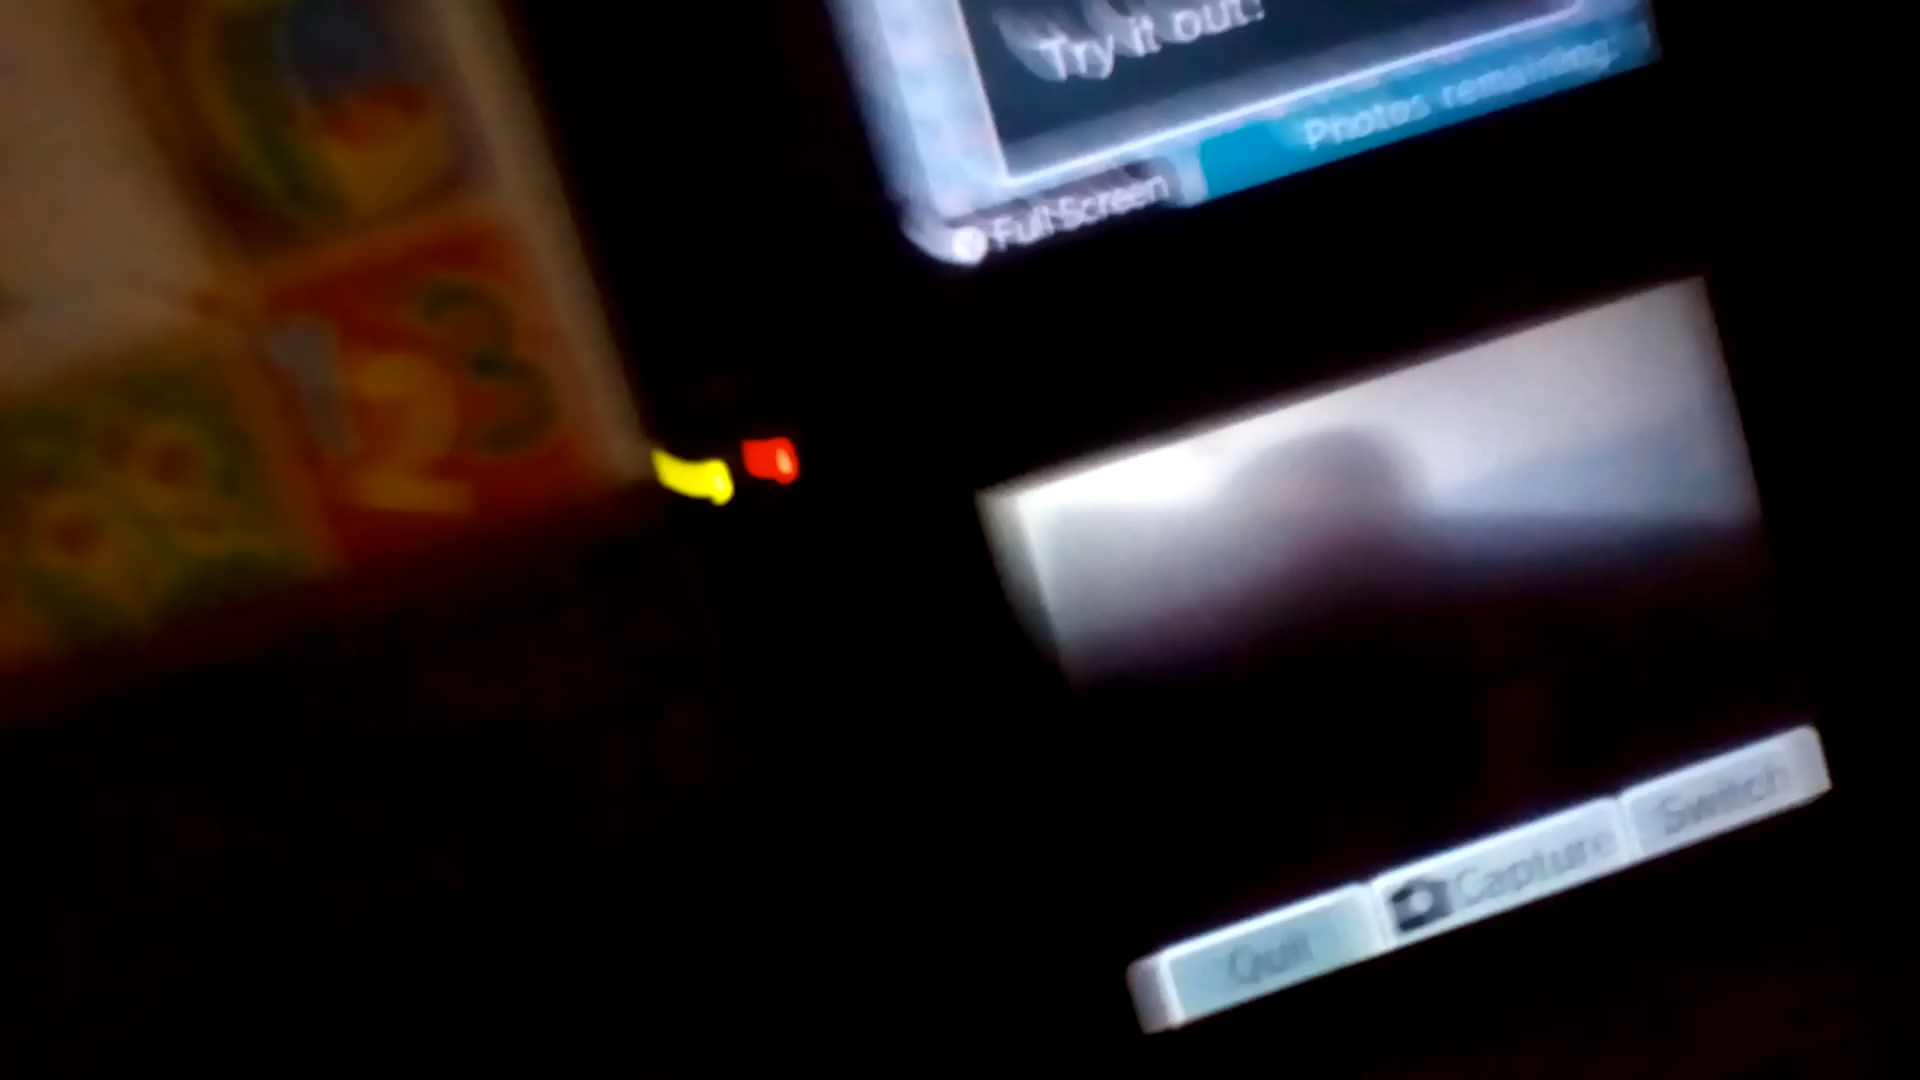 Try it out!
Photos remaining:
Full Screen
1 2 3
Quit
Capture
Switch